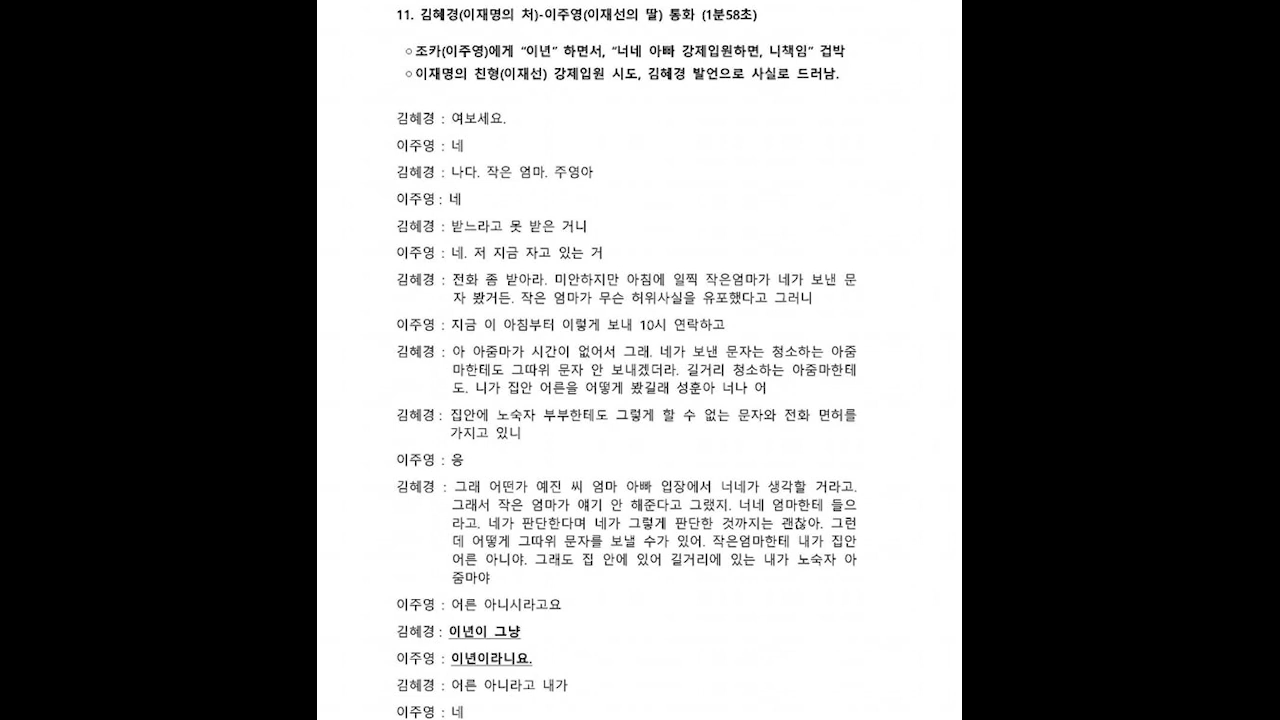 11. 김혜경(이재명의 처)-이주영(이재선의 딸) 통화 (1분58초)
○ 조카(이주영)에게 “이년” 하면서, “너네 아빠 강제입원하면, 니책임” 겁박
○ 이재명의 친형(이재선) 강제입원 시도, 김혜경 발언으로 사실로 드러남.
김혜경 : 여보세요.
이주영 : 네
김혜경 : 나다. 작은 엄마. 주영아
이주영 : 네
김혜경 : 받느라고 못 받은 거니
이주영 : 네. 저 지금 자고 있는 거
김혜경 : 전화 좀 받아라. 미안하지만 아침에 일찍 작은엄마가 네가 보낸 문
자 봤거든. 작은 엄마가 무슨 허위사실을 유포했다고 그러니
이주영 : 지금 이 아침부터 이렇게 보내 10시 연락하고
김혜경 : 아 아줌마가 시간이 없어서 그래. 네가 보낸 문자는 청소하는 아줌
마한테도 그따위 문자 안 보내겠더라. 길거리 청소하는 아줌마한테
도. 니가 집안 어른을 어떻게 봤길래 성훈아 너나 어
김혜경 : 집안에 노숙자 부부한테도 그렇게 할 수 없는 문자와 전화 면허를
가지고 있니
이주영 : 응
김혜경 : 그래 어떤가 예진 씨 엄마 아빠 입장에서 너네가 생각할 거라고.
그래서 작은 엄마가 얘기 안 해준다고 그랬지. 너네 엄마한테 들으
라고. 네가 판단한다며 네가 그렇게 판단한 것까지는 괜찮아. 그런
데 어떻게 그따위 문자를 보낼 수가 있어. 작은엄마한테 내가 집안
어른 아니야. 그래도 집 안에 있어 길거리에 있는 내가 노숙자 아
줌마야
이주영 : 어른 아니시라고요
김혜경 : 이년이 그냥
이주영 : 이년이라니요.
김혜경 : 어른 아니라고 내가
이주영 : 네